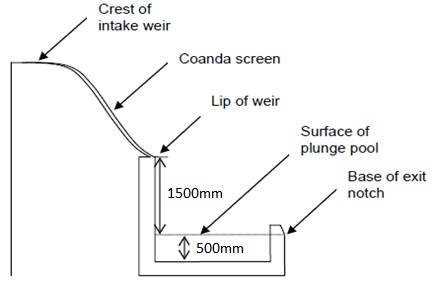 Crest of
intake weir
Coanda screen
Lip of weir
Surface of
plunge pool
Base of exit
notch
1500mm
500mm